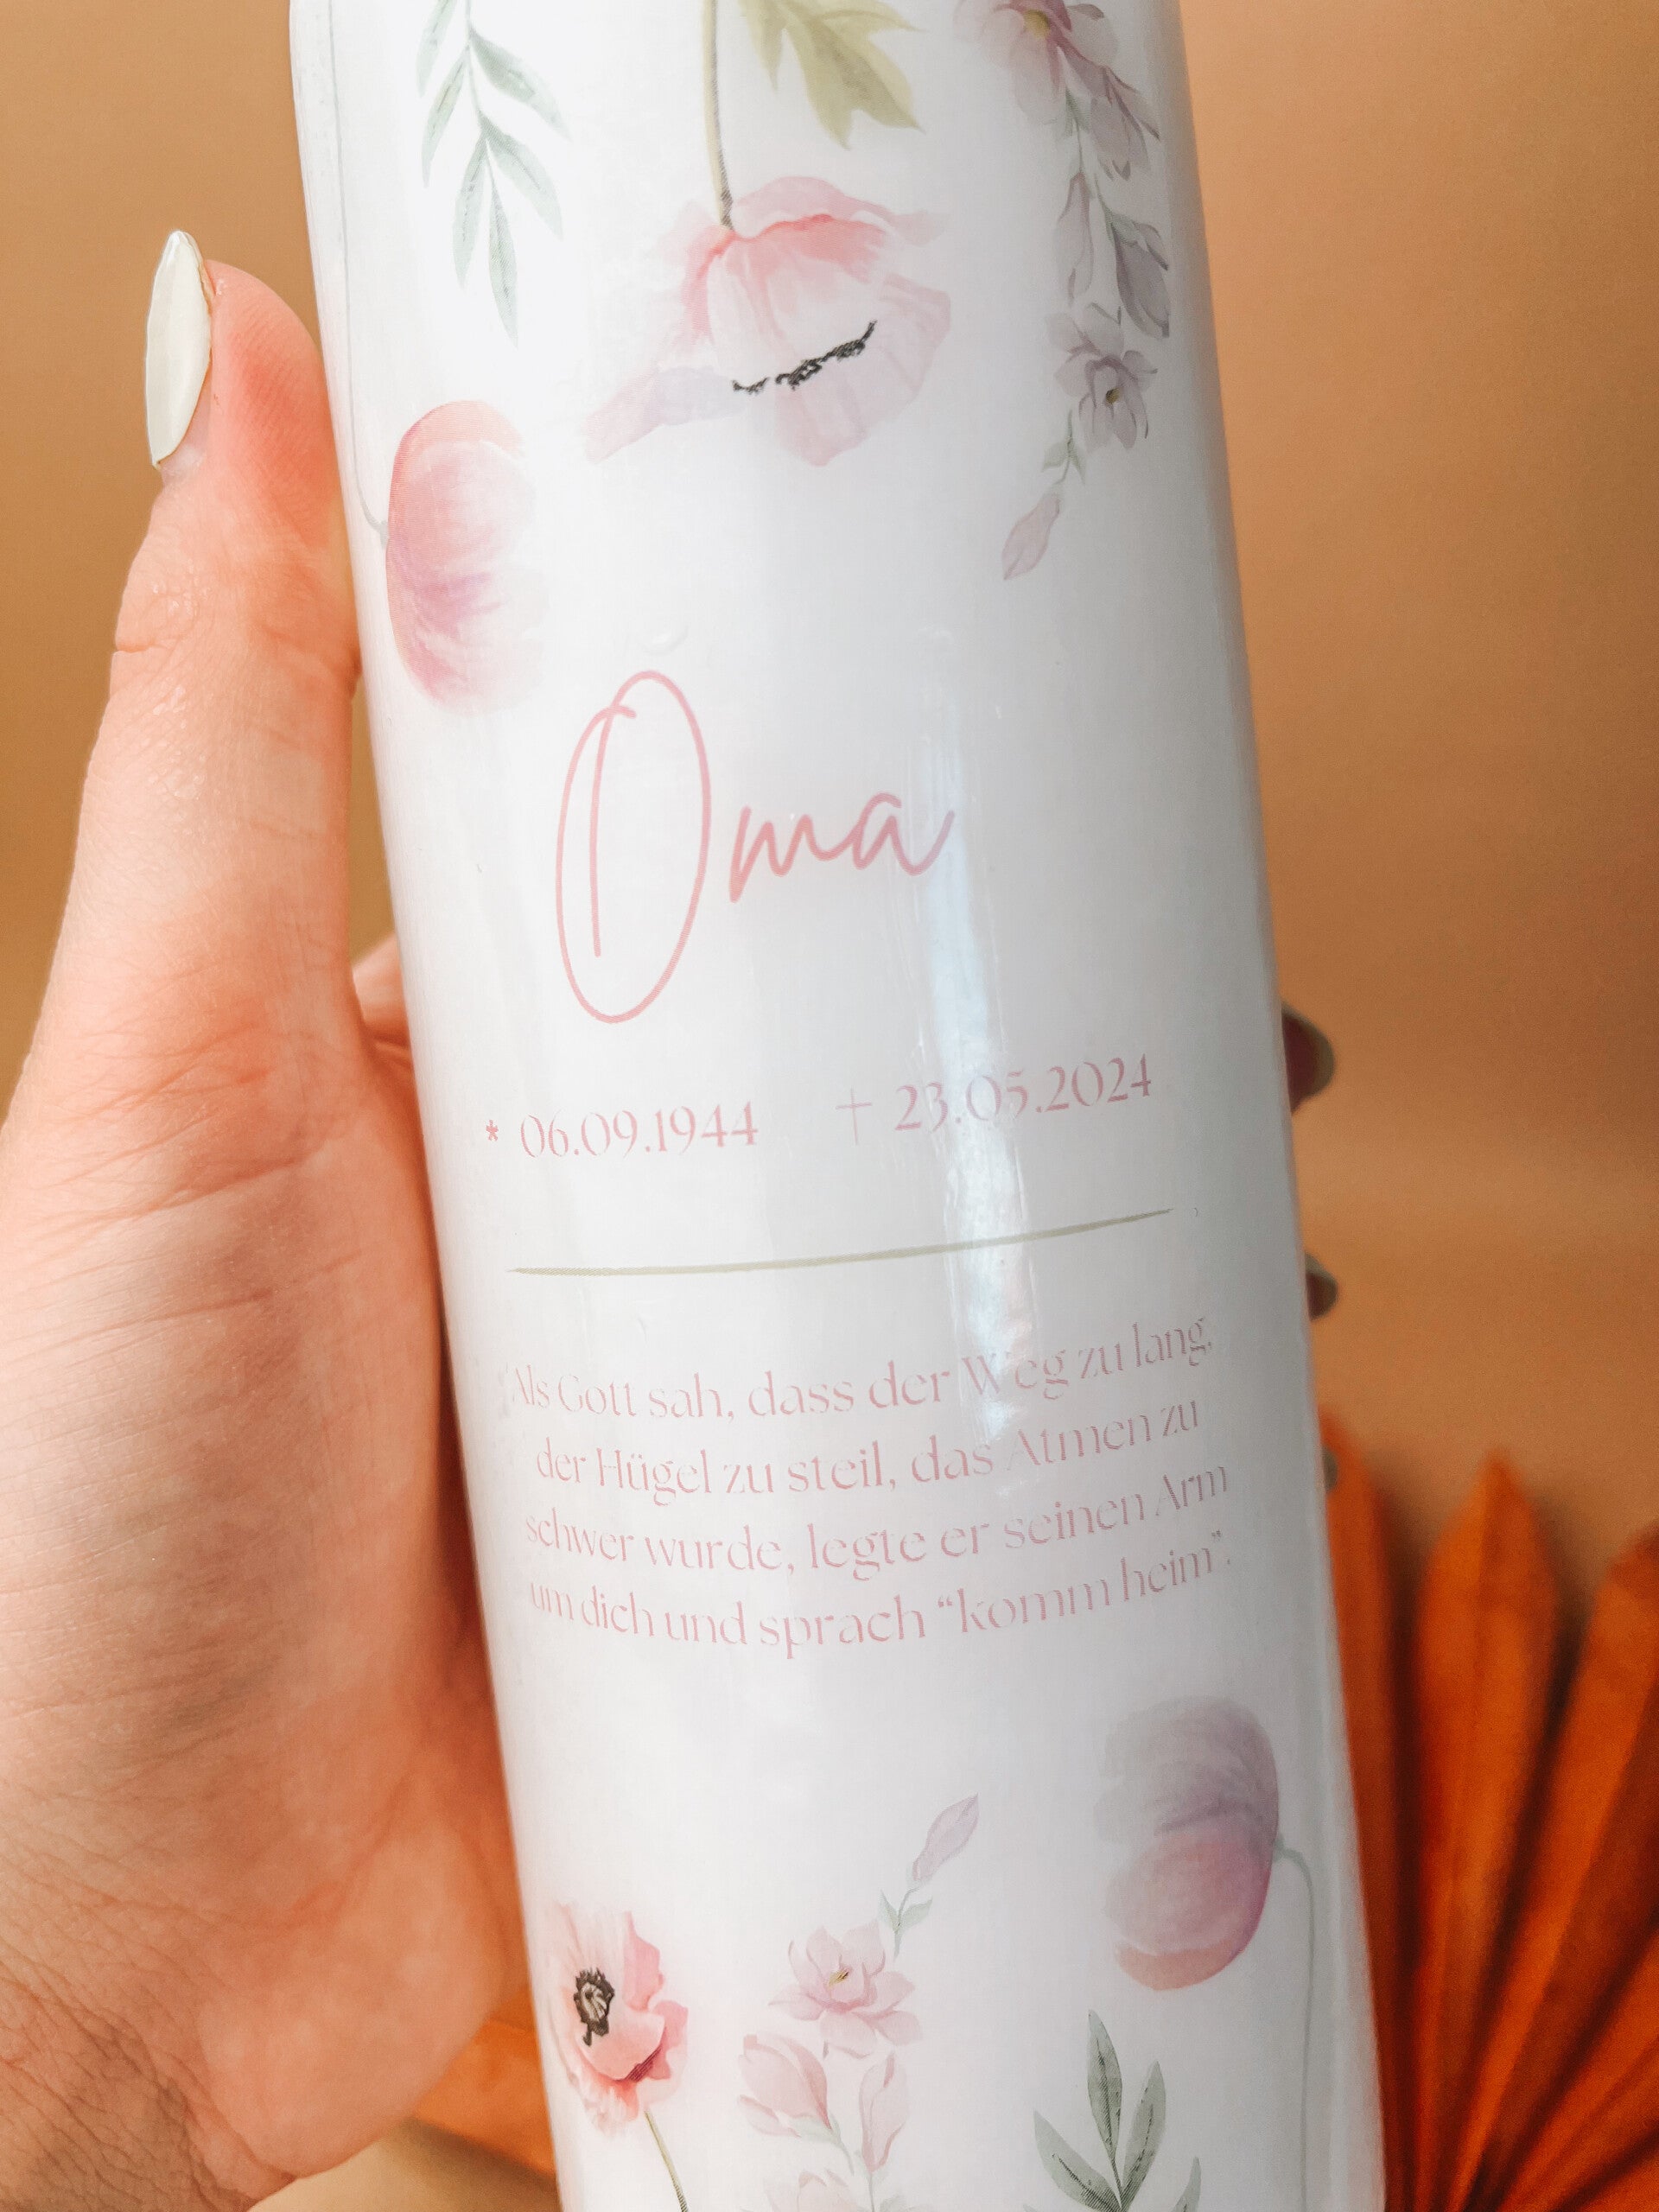 Oma
* 06.09.1944 † 23.05.2024
"Als Gott sah, dass der Weg zu lang,
der Hügel zu steil, das Atmen zu
schwer wurde, legte er seinen Arm
um dich und sprach “komm heim”.